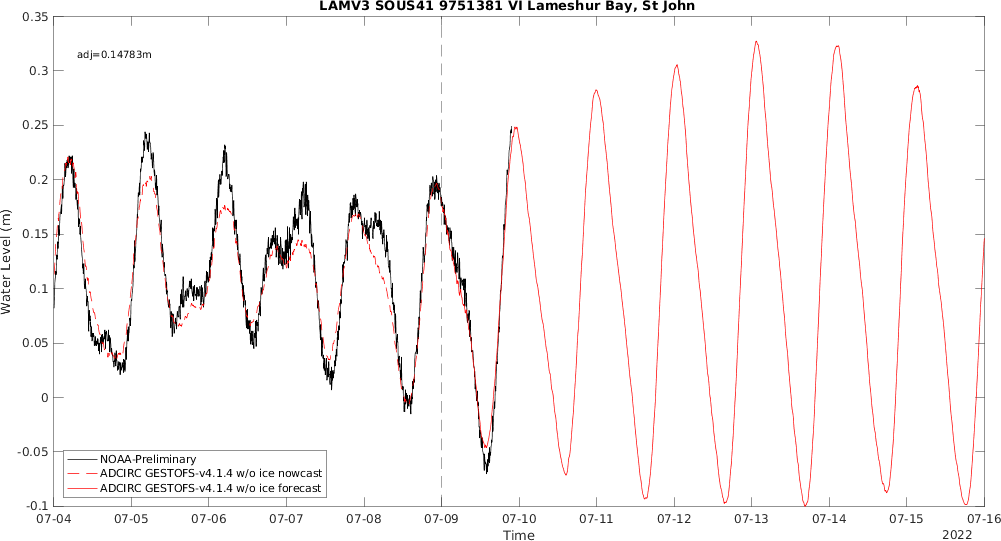 LAMV3 SOUS41 9751381 VI Lameshur Bay, St John
adj=0.14783m
Water Level (m)
0.35
0.3
0.25
0.2
0.15
0.1
0.05
0
-0.05
-0.1
NOAA-Preliminary
ADCIRC GESTOFS-v4.1.4 w/o ice nowcast
ADCIRC GESTOFS-v4.1.4 w/o ice forecast
07-04 07-05 07-06 07-07 07-08 07-09 07-10 07-11 07-12 07-13 07-14 07-15 07-16
Time
2022